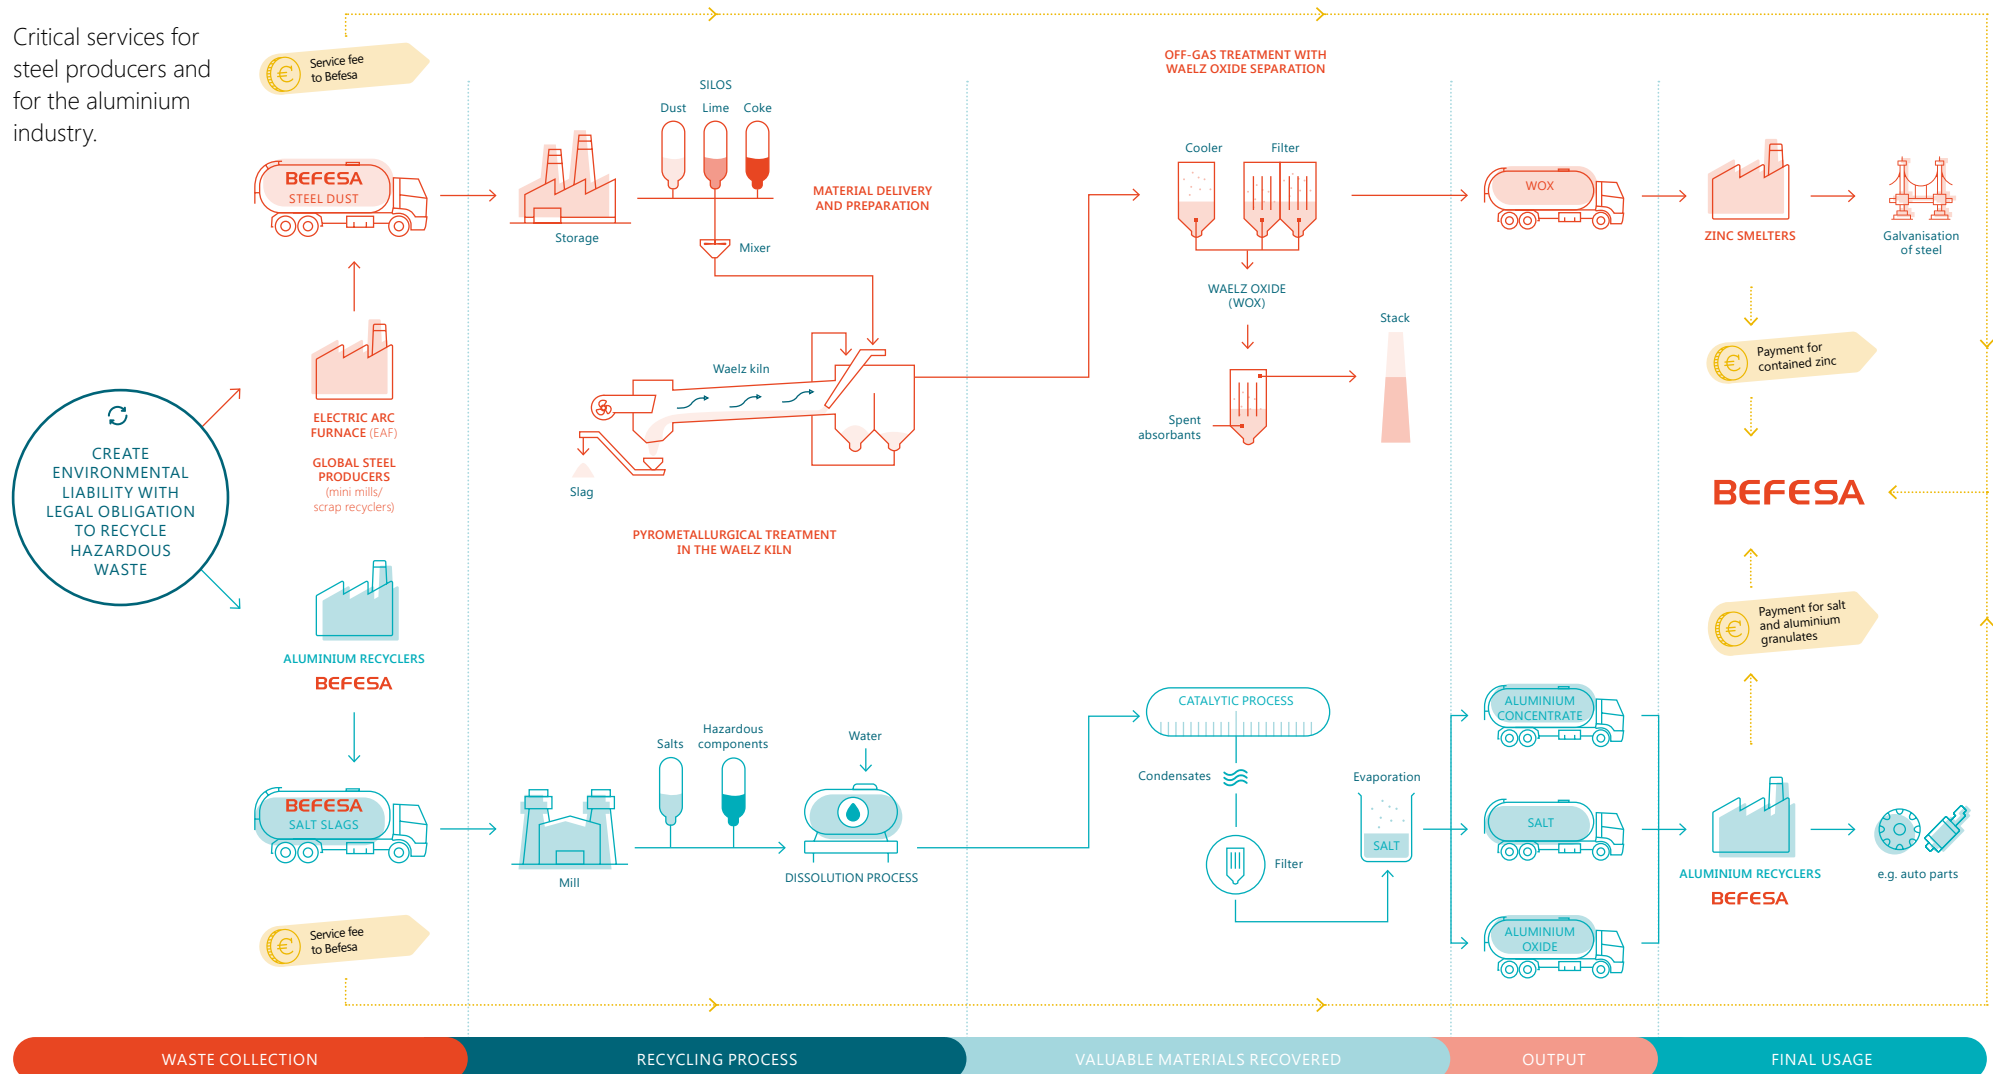 Critical services for
steel producers and
for the aluminium
industry.
Service fee
to Befesa
BEFESA
STEEL DUST
ELECTRIC ARC
FURNACE (EAF)
GLOBAL STEEL
PRODUCERS
(mini mills/
scrap recyclers)
CREATE
ENVIRONMENTAL
LIABILITY WITH
LEGAL OBLIGATION
TO RECYCLE
HAZARDOUS
WASTE
ALUMINIUM RECYCLERS
BEFESA
BEFESA
SALT SLAGS
Service fee
to Befesa
SILOS
Dust
Lime
Coke
Storage
MATERIAL DELIVERY
AND PREPARATION
Mixer
Waelz kiln
Slag
PYROMETALLURGICAL TREATMENT
IN THE WAELZ KILN
Salts
Hazardous
components
Water
Mill
DISSOLUTION PROCESS
OFF-GAS TREATMENT WITH
WAELZ OXIDE SEPARATION
Cooler
Filter
WAELZ OXIDE
(WOX)
Stack
Spent
absorbants
CATALYTIC PROCESS
Condensates
Evaporation
SALT
Filter
WOX
ALUMINIUM
CONCENTRATE
SALT
ALUMINIUM
OXIDE
ZINC SMELTERS
Galvanisation
of steel
€
Payment for
contained zinc
BEFESA
€
Payment for salt
and aluminium
granulates
ALUMINIUM RECYCLERS
BEFESA
e.g. auto parts
WASTE COLLECTION
RECYCLING PROCESS
VALUABLE MATERIALS RECOVERED
OUTPUT
FINAL USAGE